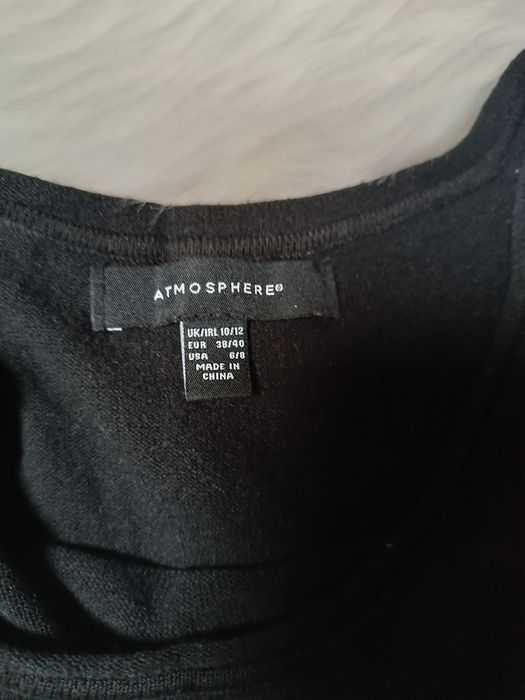 ATMOSPHERE®
UK/IRL 10/12
EUR 38/40
USA 6/8
MADE IN
CHINA